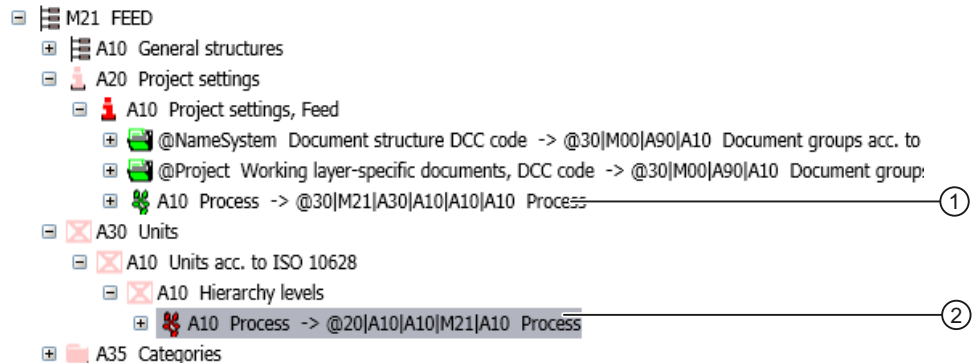 M21 FEED
A10 General structures
A20 Project settings
A10 Project settings, Feed
@NameSystem Document structure DCC code -> @30|M00|A90|A10 Document groups acc. to
@Project Working layer-specific documents, DCC code -> @30|M00|A90|A10 Document group
A10 Process -> @30|M21|A30|A10|A10|A10 Process
1
A30 Units
A10 Units acc. to ISO 10628
A10 Hierarchy levels
A10 Process -> @20|A10|A10|M21|A10 Process
2
A35 Categories